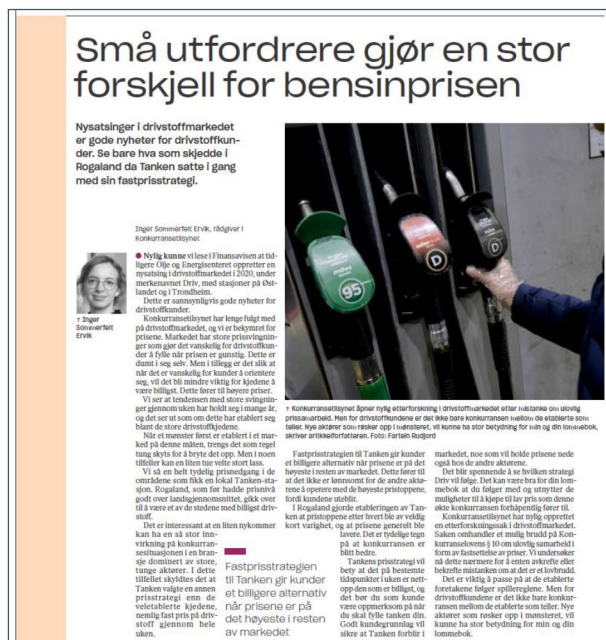 Små utfordrere gjør en stor
forskjell for bensinprisen
Nysatsinger i drivstoffmarkedet
er gode nyheter for drivstoffkun-
der. Se bare hva som skjedde i
Rogaland da Tanken satte i gang
med sin fastprisstrategi.
Inger Sommerfelt Ervik, rådgiver i
Konkurransetilsynet
↑ Inger
Sommerfelt
Ervik
● Nylig kunne vi lese i Finansavisen at tid-
ligere Olje og Energisenteret oppretter en
nysatsing i drivstoffmarkedet i 2020, under
merkenavnet Driv, med stasjoner på Øst-
landet og i Trondheim.
Dette er sannsynligvis gode nyheter for
drivstoffkunder.
Konkurransetilsynet har lenge fulgt med
på drivstoffmarkedet, og vi er bekymret for
prisene. Markedet har store prissvingnin-
ger som gjør det vanskelig for drivstoffkun-
der å fylle når prisen er gunstig. Dette er
dumt i seg selv. Men i tillegg er det slik at
når det er vanskelig for kunder å orientere
seg, vil det bli mindre viktig for kjedene å
være billigst. Dette fører til høyere priser.
Vi ser at tendensen med store svingnin-
ger gjennom uken har holdt seg i mange år,
og det ser ut som om dette har etablert seg
blant de store drivstoffkjedene.
Når et mønster først er etablert i et mar-
ked på denne måten, trengs det som regel
tung skyts for å bryte det opp. Men i noen
tilfeller kan en liten tue velte stort lass.
Vi så en helt tydelig prisnedgang i de
områdene som fikk en lokal Tanken-sta-
sjon. Rogaland, som før hadde prisnivå
godt over landsgjennomsnittet, gikk over
til å være et av de stedene med billigst driv-
stoff.
Det er interessant at en liten nykommer
kan ha en så stor inn-
virkning på konkurran-
sesituasjonen i en bran-
sje dominert av store,
tunge aktører. I dette
tilfellet skyldtes det at
Tanken valgte en annen
prisstrategi enn de
veletablerte kjedene,
nemlig fast pris på driv-
stoff gjennom hele
uken.
Fastprisstrategien
til Tanken gir kunder
et billigere alternativ
når prisene er på
det høyeste i resten
av markedet
95
D
D
↑ Konkurransetilsynet åpner nylig etterforskning i drivstoffmarkedet etter mistanke om ulovlig
prissamarbeid. Men for drivstoffkundene er det ikke bare konkurransen mellom de etablerte som
teller. Nye aktører som røsker opp i mønsteret, vil kunne ha stor betydning for min og din lommebok,
skriver artikkelforfatteren. Foto: Fartein Rudjord
Fastprisstrategien til Tanken gir kunder
et billigere alternativ når prisene er på det
høyeste i resten av markedet. Dette fører til
at det ikke er lønnsomt for de andre aktø-
rene å operere med de høyeste pristoppene,
fordi kundene uteblir.
I Rogaland gjorde etableringen av Tan-
ken at pristoppene etter hvert ble av veldig
kort varighet, og at prisene generelt ble
lavere. Det er tydelige tegn
på at konkurransen er
blitt bedre.
Tankens prisstrategi vil
bety at det på bestemte
tidspunkter i uken er nett-
opp den som er billigst, og
det bør du som kunde
være oppmerksom på når
du skal fylle tanken din.
Godt kundegrunnlag vil
sikre at Tanken forblir i
markedet, noe som vil holde prisene nede
også hos de andre aktørene.
Det blir spennende å se hvilken strategi
Driv vil følge. Det kan være bra for din lom-
mebok at du følger med og utnytter de
muligheter til å kjøpe til lav pris som denne
økte konkurransen forhåpentlig fører til.
Konkurransetilsynet har nylig opprettet
en etterforskningssak i drivstoffmarkedet.
Saken omhandler et mulig brudd på Kon-
kurranselovens § 10 om ulovlig samarbeid i
form av fastsettelse av priser. Vi undersøker
nå dette nærmere for å enten avkrefte eller
bekrefte mistanken om at det er et lovbrudd.
Det er viktig å passe på at de etablerte
foretakene følger spillereglene. Men for
drivstoffkundene er det ikke bare konkur-
ransen mellom de etablerte som teller. Nye
aktører som røsker opp i mønsteret, vil
kunne ha stor betydning for min og din
lommebok.